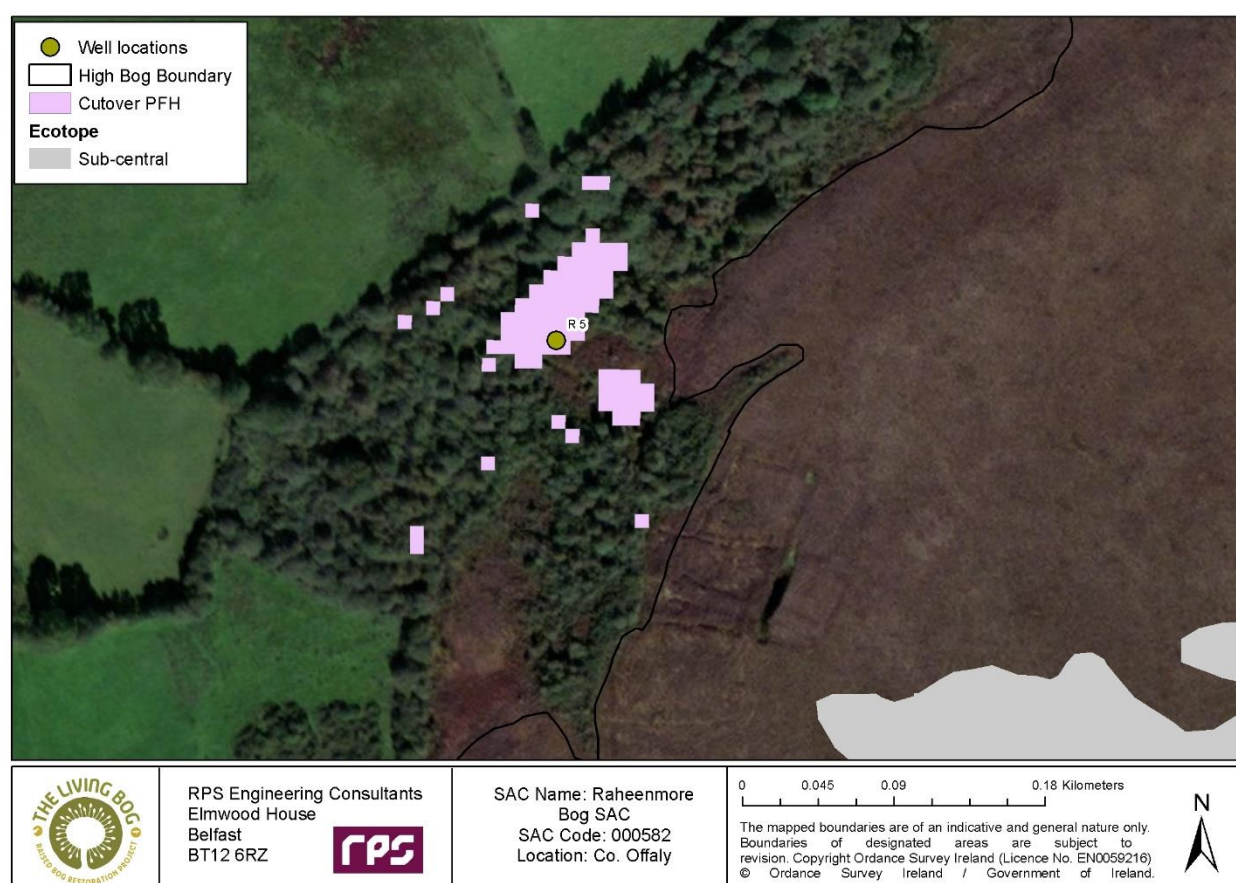 Well locations
High Bog Boundary
Cutover PFH
Ecotope
Sub-central
R 5
THE LIVING BOG
RAISED BOG RESTORATION PROJECT
RPS Engineering Consultants
Elmwood House
Belfast
BT12 6RZ
rps
SAC Name: Raheenmore
Bog SAC
SAC Code: 000582
Location: Co. Offaly
0 0.045 0.09 0.18 Kilometers
The mapped boundaries are of an indicative and general nature only.
Boundaries of designated areas are subject to
revision. Copyright Ordnance Survey Ireland (Licence No. EN0059216)
© Ordnance Survey Ireland / Government of Ireland.
N